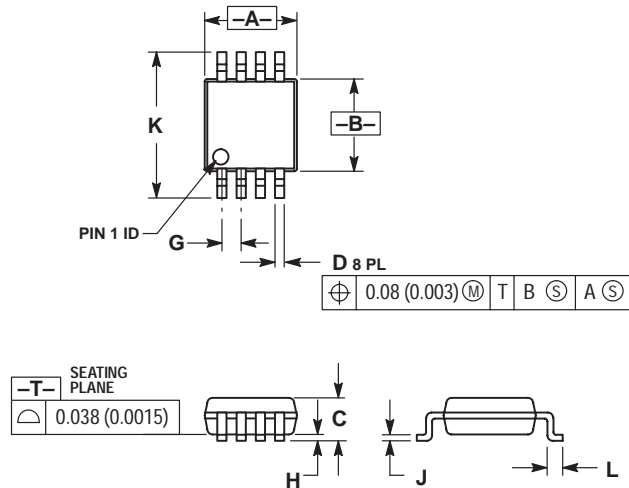 –A–
K
–B–
PIN 1 ID
G
D 8 PL
⌖ 0.08 (0.003) Ⓜ T B Ⓢ A Ⓢ
–T– SEATING
PLANE
⌓ 0.038 (0.0015)
C
H
J
L